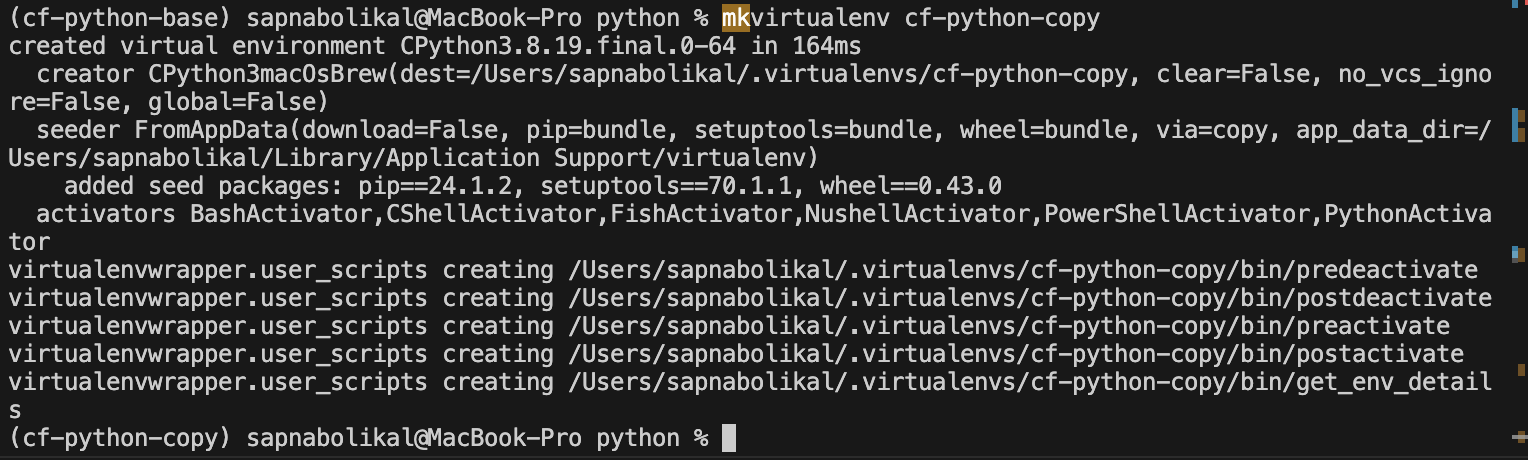 (cf-python-base) sapnabolikal@MacBook-Pro python % mkvirtualenv cf-python-copy
created virtual environment CPython3.8.19.final.0-64 in 164ms
  creator CPython3macOsBrew(dest=/Users/sapnabolikal/.virtualenvs/cf-python-copy, clear=False, no_vcs_igno
re=False, global=False)
  seeder FromAppData(download=False, pip=bundle, setuptools=bundle, wheel=bundle, via=copy, app_data_dir=/
Users/sapnabolikal/Library/Application Support/virtualenv)
    added seed packages: pip==24.1.2, setuptools==70.1.1, wheel==0.43.0
  activators BashActivator,CShellActivator,FishActivator,NushellActivator,PowerShellActivator,PythonActiva
tor
virtualenvwrapper.user_scripts creating /Users/sapnabolikal/.virtualenvs/cf-python-copy/bin/predeactivate
virtualenvwrapper.user_scripts creating /Users/sapnabolikal/.virtualenvs/cf-python-copy/bin/postdeactivate
virtualenvwrapper.user_scripts creating /Users/sapnabolikal/.virtualenvs/cf-python-copy/bin/preactivate
virtualenvwrapper.user_scripts creating /Users/sapnabolikal/.virtualenvs/cf-python-copy/bin/postactivate
virtualenvwrapper.user_scripts creating /Users/sapnabolikal/.virtualenvs/cf-python-copy/bin/get_env_detail
s
(cf-python-copy) sapnabolikal@MacBook-Pro python %